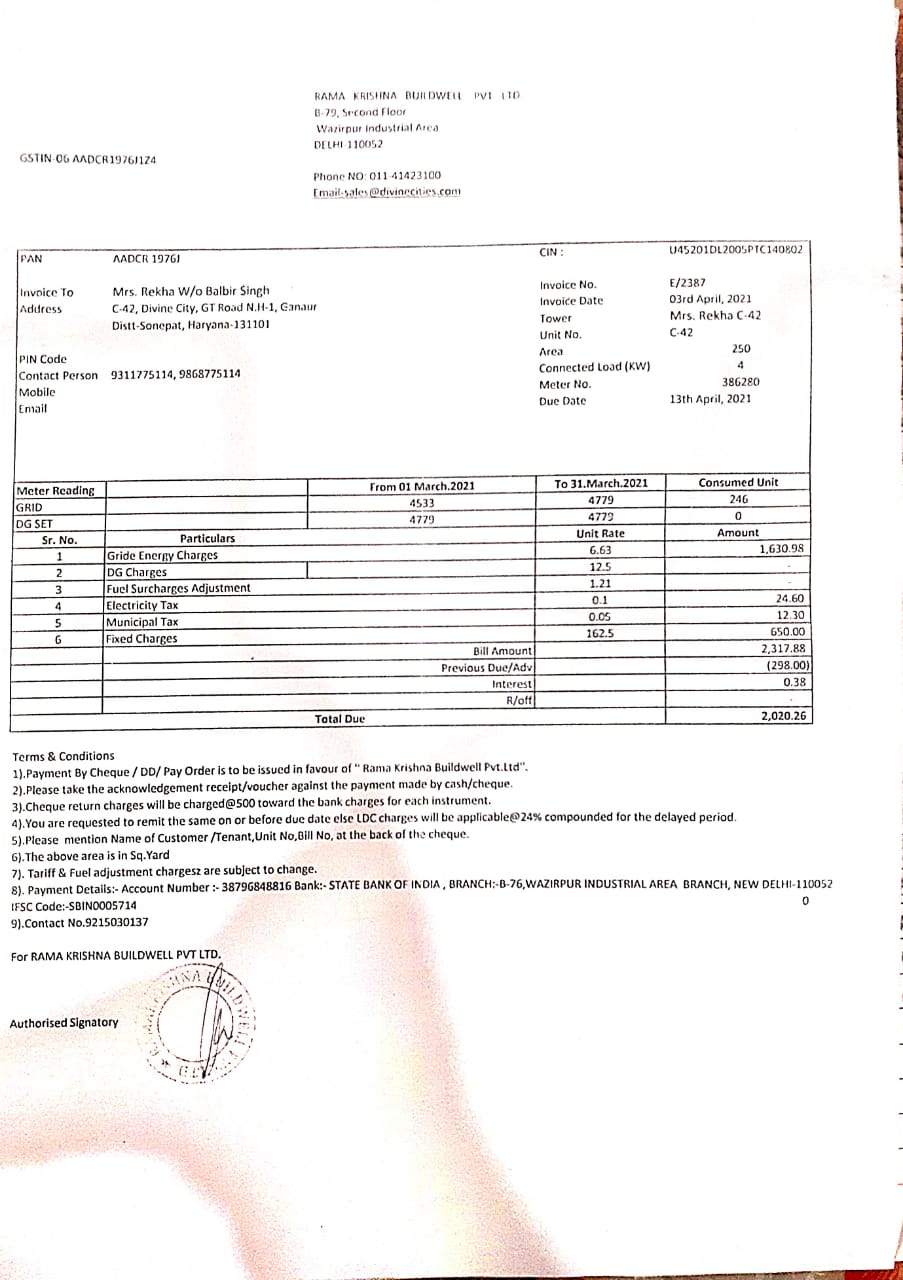 RAMA KRISHNA BUILDWELL PVT LTD
B-79, Second Floor
Wazirpur Industrial Area
DELHI-110052
GSTIN-06 AADCR1976J1Z4
Phone NO: 011-41423100
Email-sales@divinecities.com
PAN AADCR 1976J CIN : U45201DL2005PTC140802
Invoice To Mrs. Rekha W/o Balbir Singh Invoice No. E/2387
Address C-42, Divine City, GT Road N.H-1, Ganaur Invoice Date 03rd April, 2021
Distt-Sonepat, Haryana-131101 Tower Mrs. Rekha C-42
Unit No. C-42
PIN Code Area 250
Contact Person 9311775114, 9868775114 Connected Load (KW) 4
Mobile Meter No. 386280
Email Due Date 13th April, 2021
Meter Reading From 01 March.2021 To 31.March.2021 Consumed Unit
GRID 4533 4779 246
DG SET 4779 4779 0
Sr. No. Particulars Unit Rate Amount
1 Gride Energy Charges 6.63 1,630.98
2 DG Charges 12.5 -
3 Fuel Surcharges Adjustment 1.21 -
4 Electricity Tax 0.1 24.60
5 Municipal Tax 0.05 12.30
6 Fixed Charges 162.5 650.00
Bill Amount 2,317.88
Previous Due/Adv (298.00)
Interest 0.38
R/off -
Total Due 2,020.26
Terms & Conditions
1).Payment By Cheque / DD/ Pay Order is to be issued in favour of " Rama Krishna Buildwell Pvt.Ltd".
2).Please take the acknowledgement receipt/voucher against the payment made by cash/cheque.
3).Cheque return charges will be charged@500 toward the bank charges for each instrument.
4).You are requested to remit the same on or before due date else LDC charges will be applicable@24% compounded for the delayed period.
5).Please mention Name of Customer /Tenant,Unit No,Bill No, at the back of the cheque.
6).The above area is in Sq.Yard
7). Tariff & Fuel adjustment chargesz are subject to change.
8). Payment Details:- Account Number :- 38796848816 Bank:- STATE BANK OF INDIA , BRANCH:-B-76,WAZIRPUR INDUSTRIAL AREA BRANCH, NEW DELHI-110052
IFSC Code:-SBIN0005714 0
9).Contact No.9215030137
For RAMA KRISHNA BUILDWELL PVT LTD.
Authorised Signatory